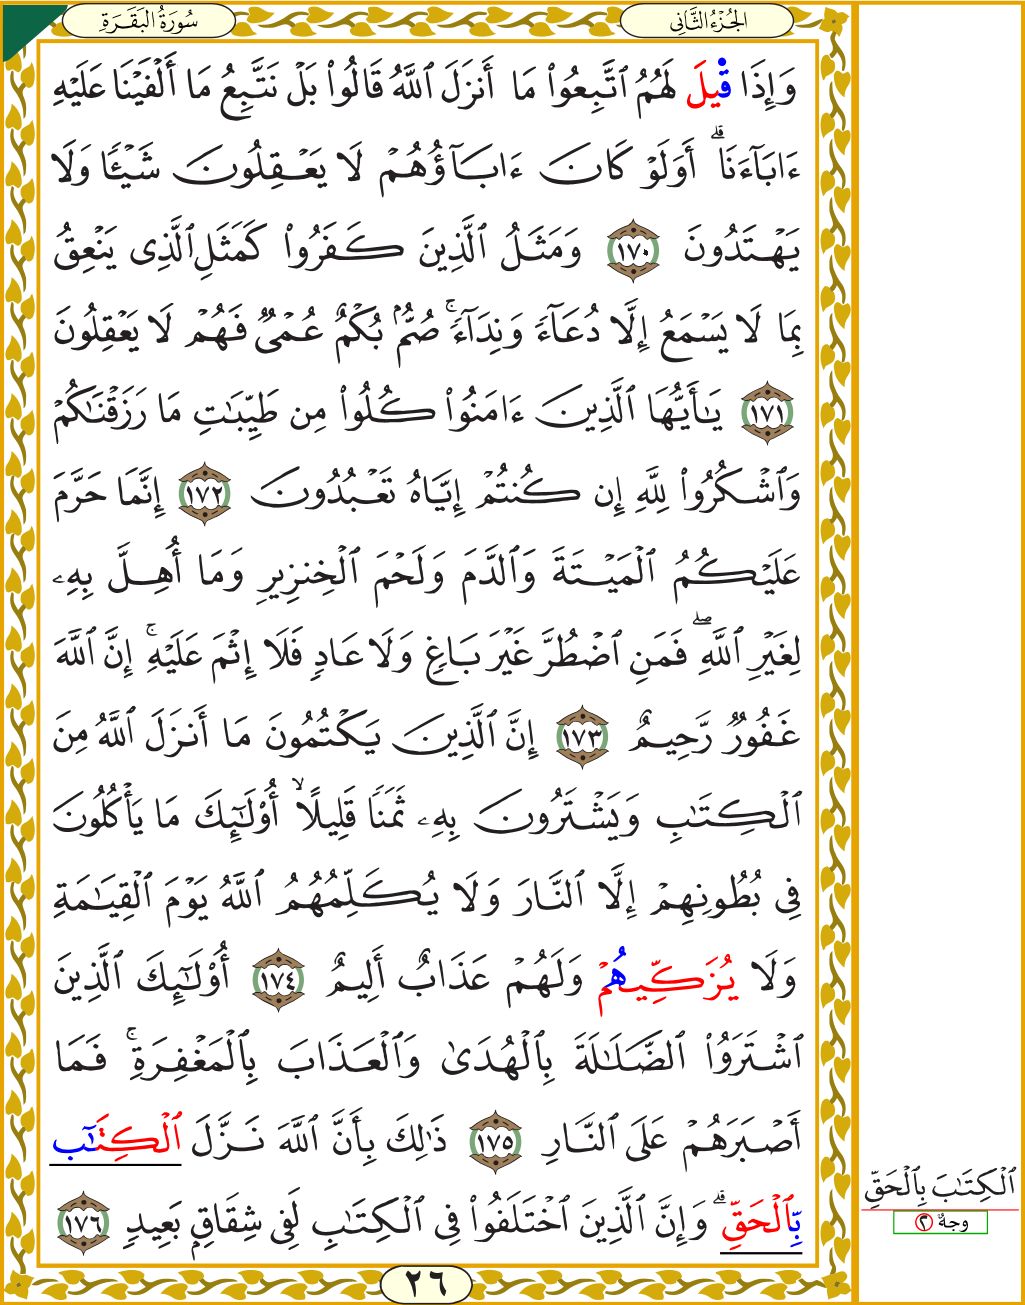 سُورَةُ البَقَرَةِ
الجُزْءُ الثَّانِي
وَإِذَا قِيلَ لَهُمُ ٱتَّبِعُوا۟ مَا أَنزَلَ ٱللَّهُ قَالُوا۟ بَلْ نَتَّبِعُ مَا أَلْفَيْنَا عَلَيْهِ
ءَابَآءَنَا ۗ أَوَلَوْ كَانَ ءَابَآؤُهُمْ لَا يَعْقِلُونَ شَيْـًٔا وَلَا
يَهْتَدُونَ ١٧٠ وَمَثَلُ ٱلَّذِينَ كَفَرُوا۟ كَمَثَلِ ٱلَّذِى يَنْعِقُ
بِمَا لَا يَسْمَعُ إِلَّا دُعَآءً وَنِدَآءً ۚ صُمٌّۢ بُكْمٌ عُمْىٌ فَهُمْ لَا يَعْقِلُونَ
١٧١ يَـٰأَيُّهَا ٱلَّذِينَ ءَامَنُوا۟ كُلُوا۟ مِن طَيِّبَـٰتِ مَا رَزَقْنَـٰكُمْ
وَٱشْكُرُوا۟ لِلَّهِ إِن كُنتُمْ إِيَّاهُ تَعْبُدُونَ ١٧٢ إِنَّمَا حَرَّمَ
عَلَيْكُمُ ٱلْمَيْتَةَ وَٱلدَّمَ وَلَحْمَ ٱلْخِنزِيرِ وَمَا أُهِلَّ بِهِۦ
لِغَيْرِ ٱللَّهِ ۖ فَمَنِ ٱضْطُرَّ غَيْرَ بَاغٍ وَلَا عَادٍ فَلَا إِثْمَ عَلَيْهِ ۚ إِنَّ ٱللَّهَ
غَفُورٌ رَّحِيمٌ ١٧٣ إِنَّ ٱلَّذِينَ يَكْتُمُونَ مَا أَنزَلَ ٱللَّهُ مِنَ
ٱلْكِتَـٰبِ وَيَشْتَرُونَ بِهِۦ ثَمَنًا قَلِيلًا ۙ أُو۟لَـٰٓئِكَ مَا يَأْكُلُونَ
فِى بُطُونِهِمْ إِلَّا ٱلنَّارَ وَلَا يُكَلِّمُهُمُ ٱللَّهُ يَوْمَ ٱلْقِيَـٰمَةِ
وَلَا يُزَكِّيهُمْ وَلَهُمْ عَذَابٌ أَلِيمٌ ١٧٤ أُو۟لَـٰٓئِكَ ٱلَّذِينَ
ٱشْتَرَوُا۟ ٱلضَّلَـٰلَةَ بِٱلْهُدَىٰ وَٱلْعَذَابَ بِٱلْمَغْفِرَةِ ۚ فَمَا
أَصْبَرَهُمْ عَلَى ٱلنَّارِ ١٧٥ ذَٰلِكَ بِأَنَّ ٱللَّهَ نَزَّلَ ٱلْكِتَـٰب
بِّٱلْحَقِّ ۗ وَإِنَّ ٱلَّذِينَ ٱخْتَلَفُوا۟ فِى ٱلْكِتَـٰبِ لَفِى شِقَاقٍۭ بَعِيدٍ ١٧٦
ٱلْكِتَـٰبَ بِٱلْحَقِّ
وجهٌ ٢
٢٦